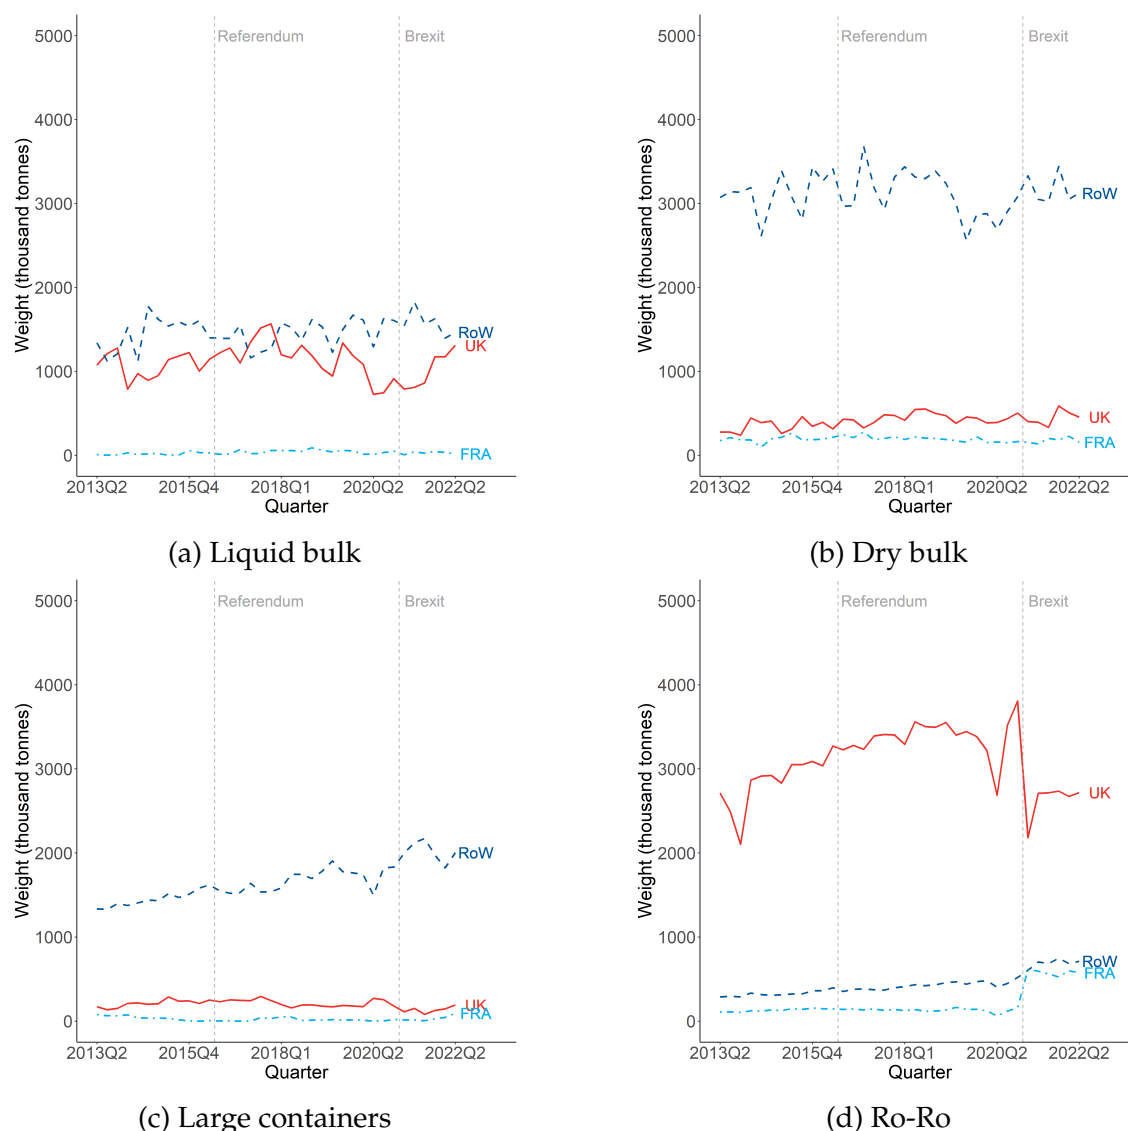 5000
4000
3000
2000
1000
0
Weight (thousand tonnes)
Referendum
Brexit
RoW
UK
FRA
2013Q2 2015Q4 2018Q1 2020Q2 2022Q2
Quarter
(a) Liquid bulk
5000
4000
3000
2000
1000
0
Weight (thousand tonnes)
Referendum
Brexit
RoW
UK
FRA
2013Q2 2015Q4 2018Q1 2020Q2 2022Q2
Quarter
(b) Dry bulk
5000
4000
3000
2000
1000
0
Weight (thousand tonnes)
Referendum
Brexit
RoW
UK
FRA
2013Q2 2015Q4 2018Q1 2020Q2 2022Q2
Quarter
(c) Large containers
5000
4000
3000
2000
1000
0
Weight (thousand tonnes)
Referendum
Brexit
UK
RoW
FRA
2013Q2 2015Q4 2018Q1 2020Q2 2022Q2
Quarter
(d) Ro-Ro